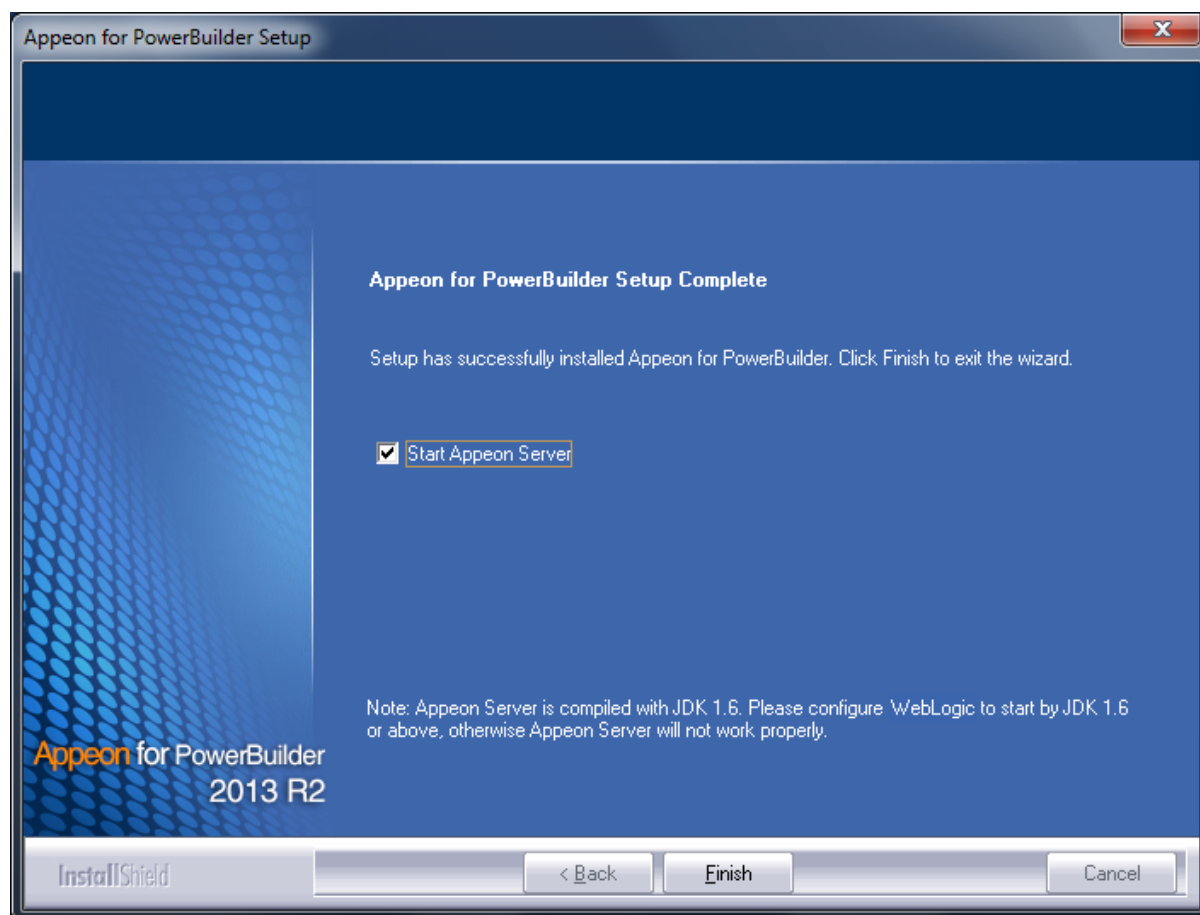 Appeon for PowerBuilder Setup
Appeon for PowerBuilder Setup Complete
Setup has successfully installed Appeon for PowerBuilder. Click Finish to exit the wizard.
Start Appeon Server
Note: Appeon Server is compiled with JDK 1.6. Please configure WebLogic to start by JDK 1.6
or above, otherwise Appeon Server will not work properly.
Appeon for PowerBuilder
2013 R2
InstallShield
< Back
Finish
Cancel